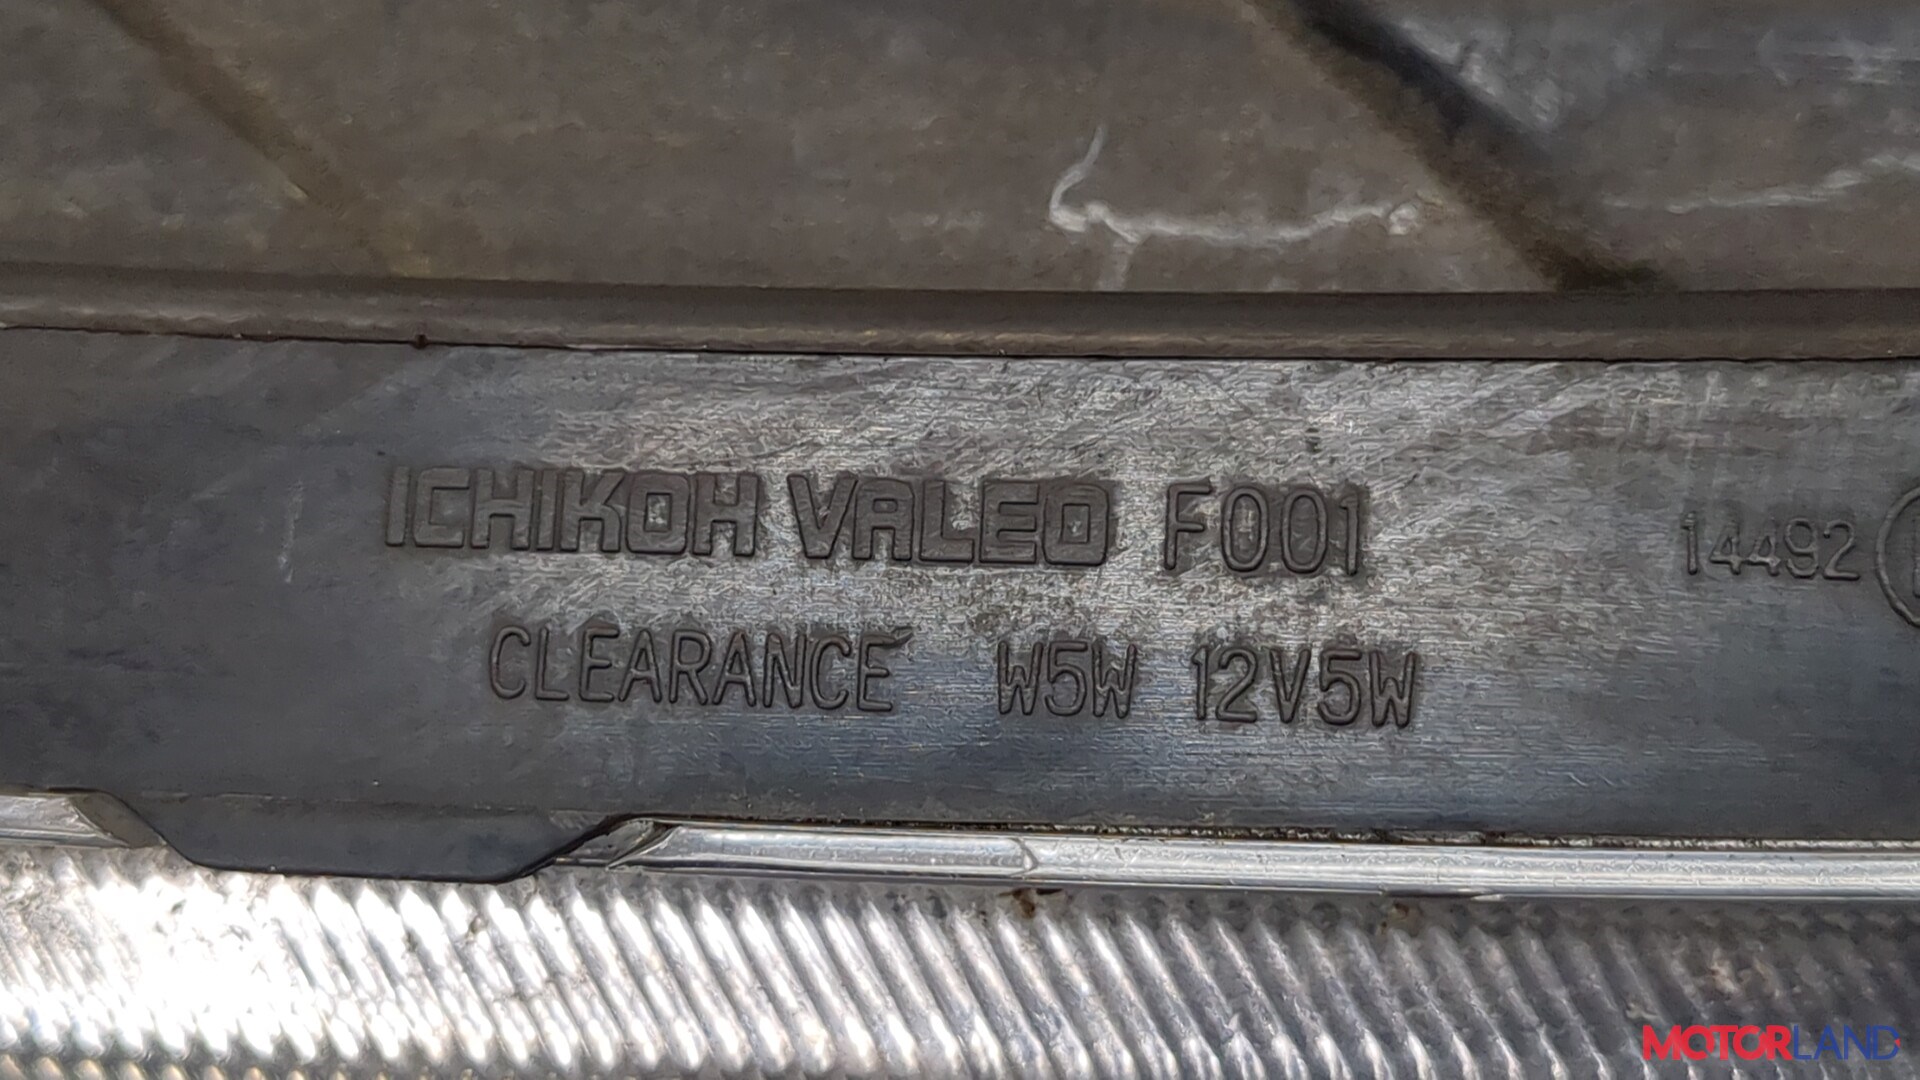 ICHIKOH VALEO F001 14492
CLEARANCE W5W 12V5W
MOTORLAND